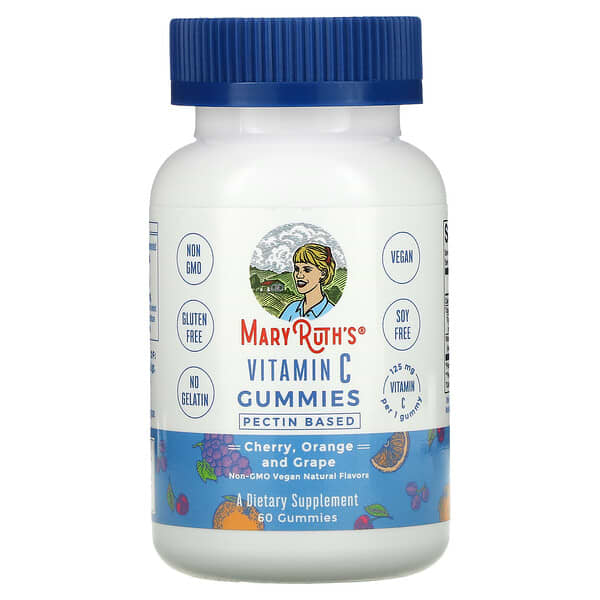 NON
GMO
GLUTEN
FREE
NO
GELATIN
VEGAN
SOY
FREE
125 mg
VITAMIN
C
per 1 gummy
MARYRUTH'S®
VITAMIN C
GUMMIES
PECTIN BASED
Cherry, Orange
and Grape
Non-GMO Vegan Natural Flavors
A Dietary Supplement
60 Gummies